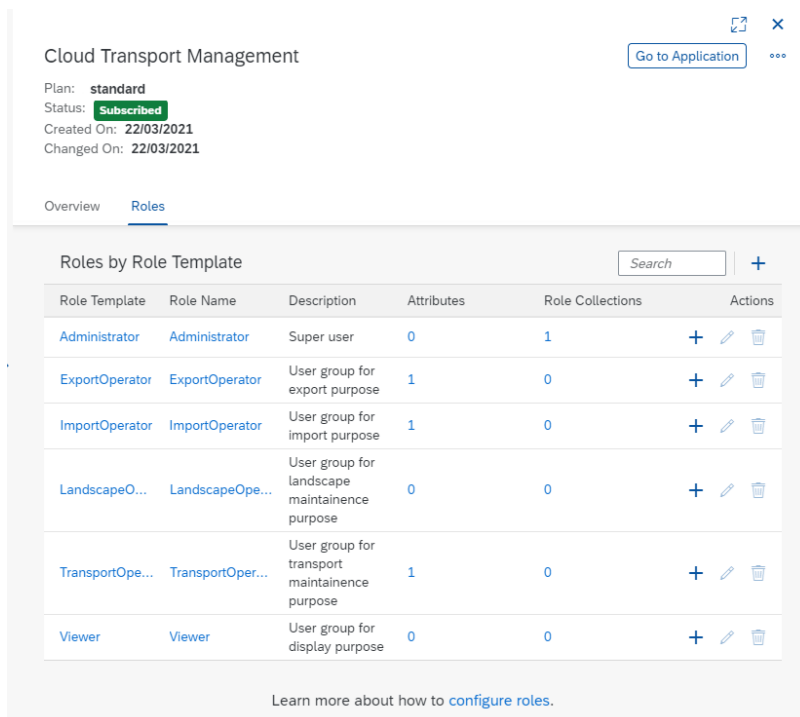 Cloud Transport Management
Go to Application
Plan: standard
Status: Subscribed
Created On: 22/03/2021
Changed On: 22/03/2021
Overview Roles
Roles by Role Template
Search
Role Template Role Name Description Attributes Role Collections Actions
Administrator Administrator Super user 0 1
ExportOperator ExportOperator User group for export purpose 1 0
ImportOperator ImportOperator User group for import purpose 1 0
LandscapeO... LandscapeOpe... User group for landscape maintainence purpose 0 0
TransportOpe... TransportOper... User group for transport maintainence purpose 1 0
Viewer Viewer User group for display purpose 0 0
Learn more about how to configure roles.